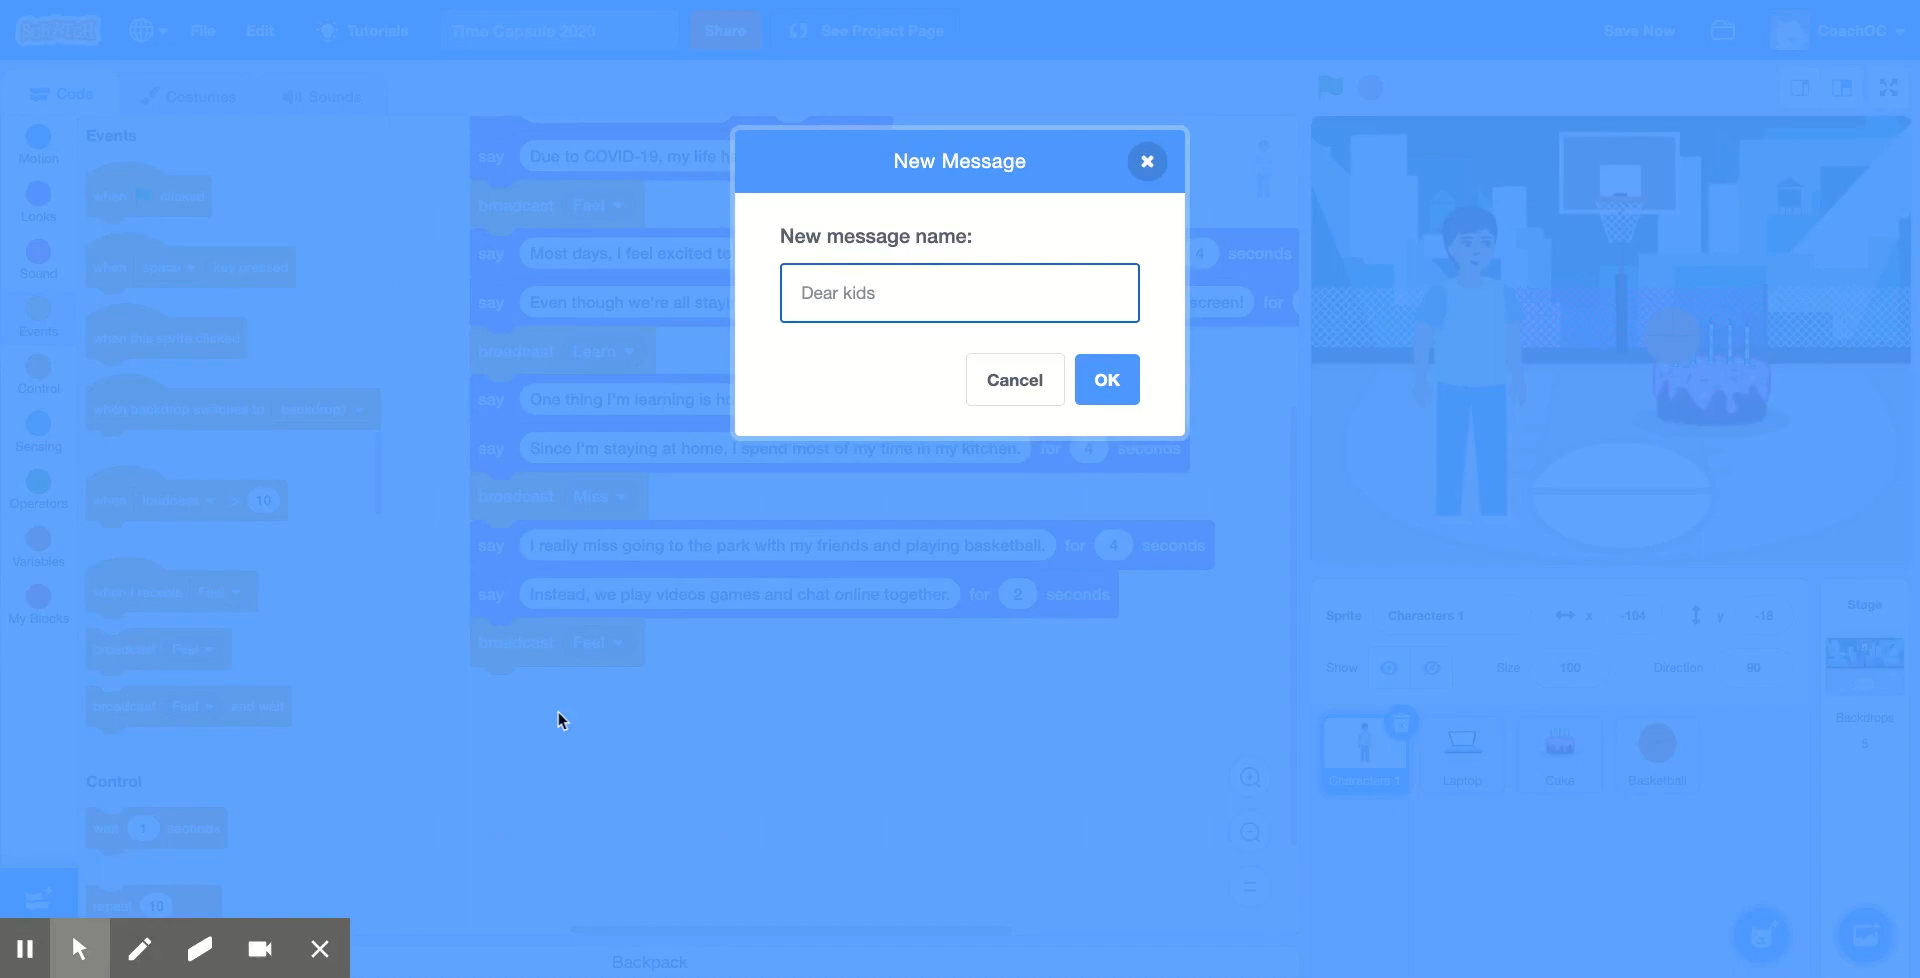 SCRATCH
File
Edit
Tutorials
Time Capsule 2020
Share
See Project Page
Save Now
CoachOC
Code
Costumes
Sounds
Motion
Looks
Sound
Events
Control
Sensing
Operators
Variables
My Blocks
Events
when clicked
when space key pressed
when this sprite clicked
when backdrop switches to backdrop1
when loudness > 10
when I receive Feel
broadcast Feel
broadcast Feel and wait
Control
wait 1 seconds
repeat 10
say Due to COVID-19, my life
broadcast Feel
say Most days, I feel excited 4 seconds
say Even though we're all screen! for
broadcast Learn
say One thing I'm learning is
say Since I'm staying at home, I spend most of my time in my kitchen. for 4 seconds
broadcast Miss
say I really miss going to the park with my friends and playing basketball. for 4 seconds
say Instead, we play videos games and chat online together. for 2 seconds
broadcast Feel
New Message
New message name:
Dear kids
Cancel
OK
Sprite Characters 1 x -104 y -18
Show Size 100 Direction 90
Characters 1
Laptop
Cake
Basketball
Stage
Backdrops
5
Backpack